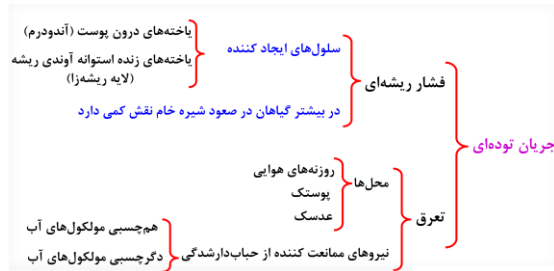 جریان توده‌ای
فشار ریشه‌ای
سلول‌های ایجاد کننده
یاخته‌های درون پوست (آندودرم)
یاخته‌های زنده استوانه آوندی ریشه
(لایه ریشه‌زا)
در بیشتر گیاهان در صعود شیره خام نقش کمی دارد
تعرق
محل‌ها
روزنه‌های هوایی
پوستک
عدسک
نیروهای ممانعت کننده از حباب‌دارشدگی
هم‌چسبی مولکول‌های آب
دگرچسبی مولکول‌های آب